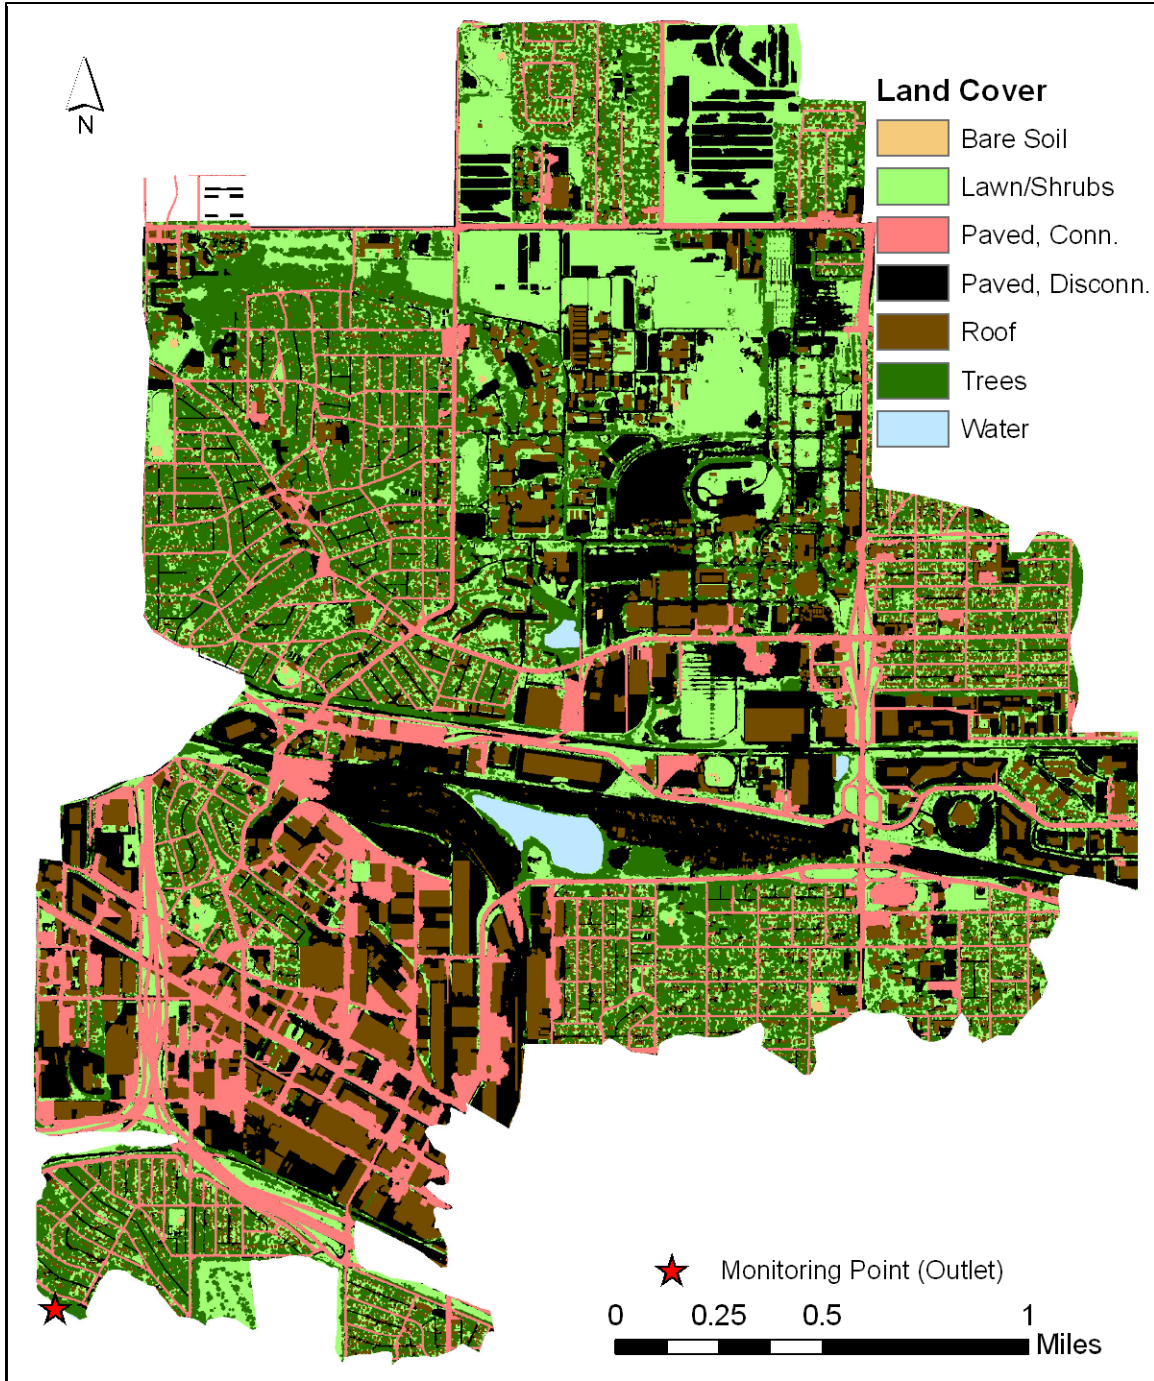 N
Land Cover
Bare Soil
Lawn/Shrubs
Paved, Conn.
Paved, Disconn.
Roof
Trees
Water
Monitoring Point (Outlet)
0 0.25 0.5 1
Miles